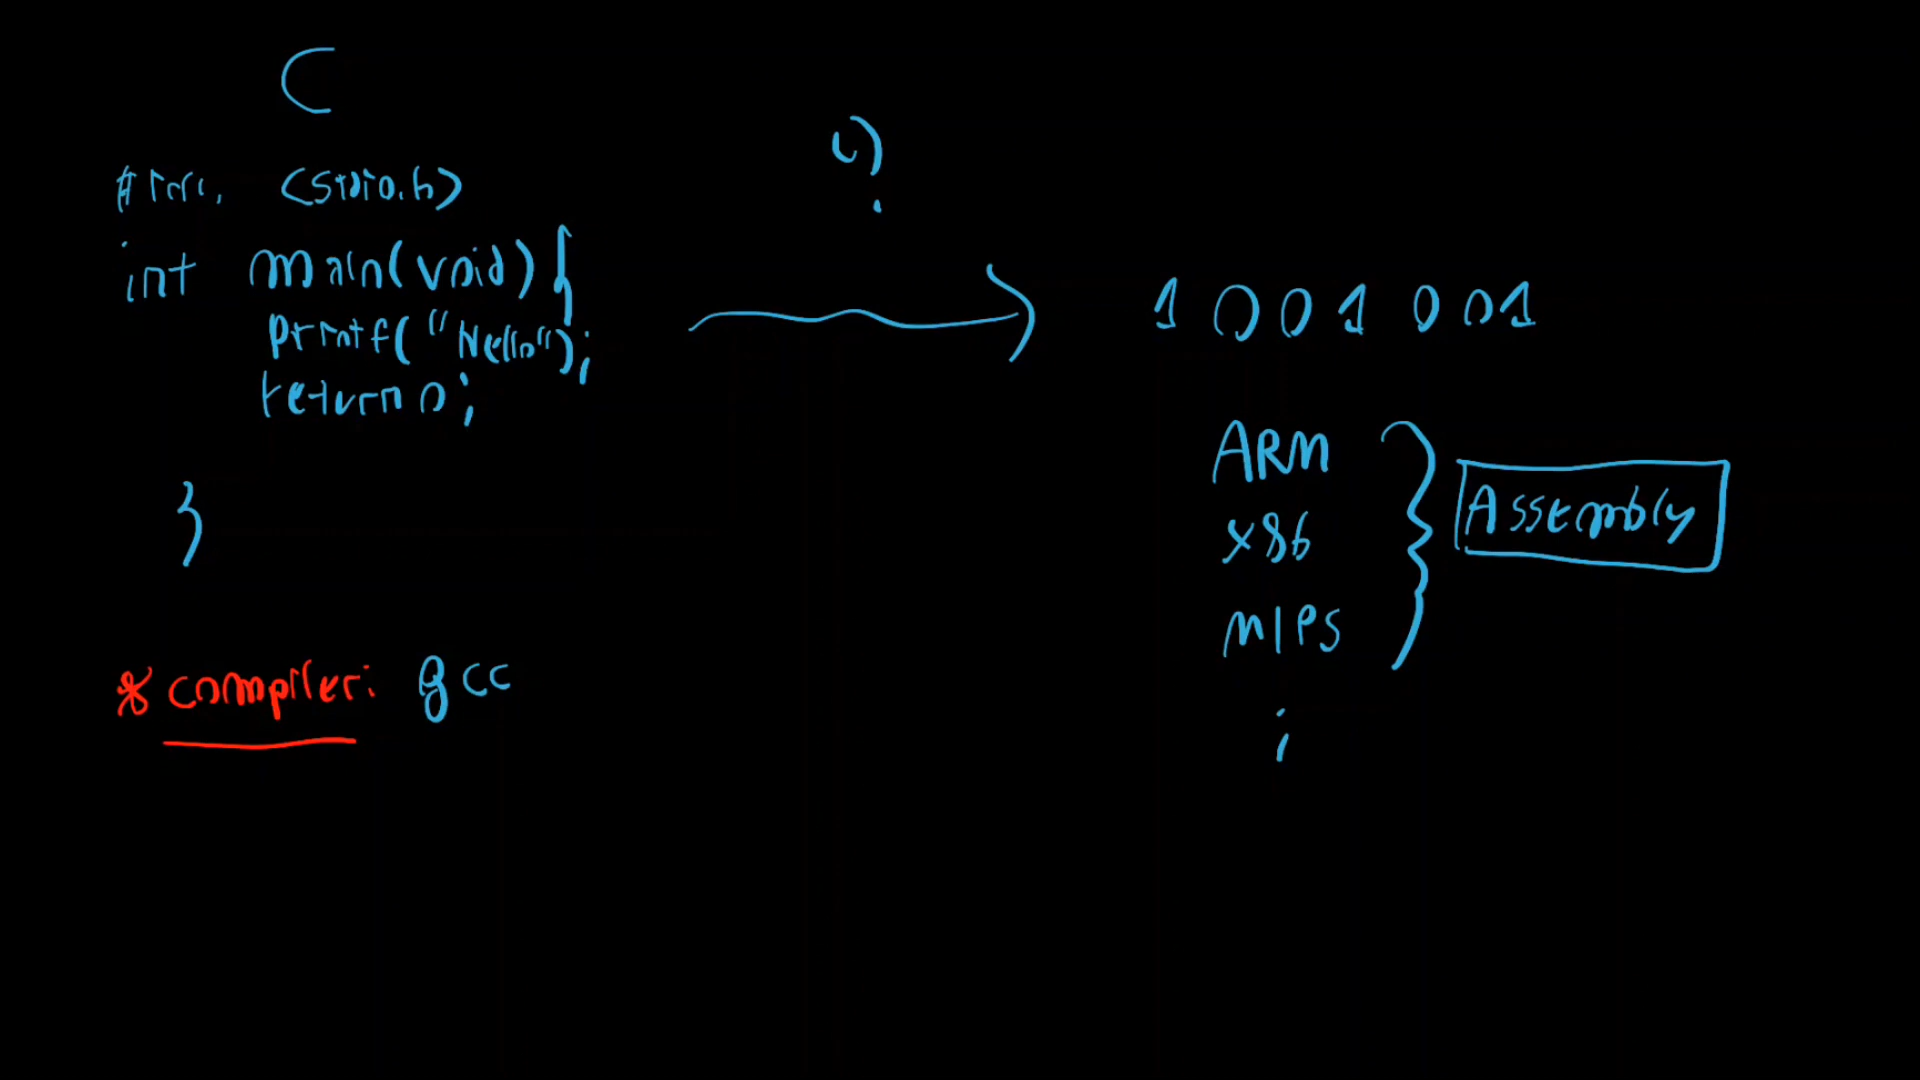 C
#inc. <stdio.h>
int main(void) {
printf("Hello");
return 0;
}
* compiler: gcc
?
1 0 0 1 0 0 1
ARM
x86
MIPS
Assembly